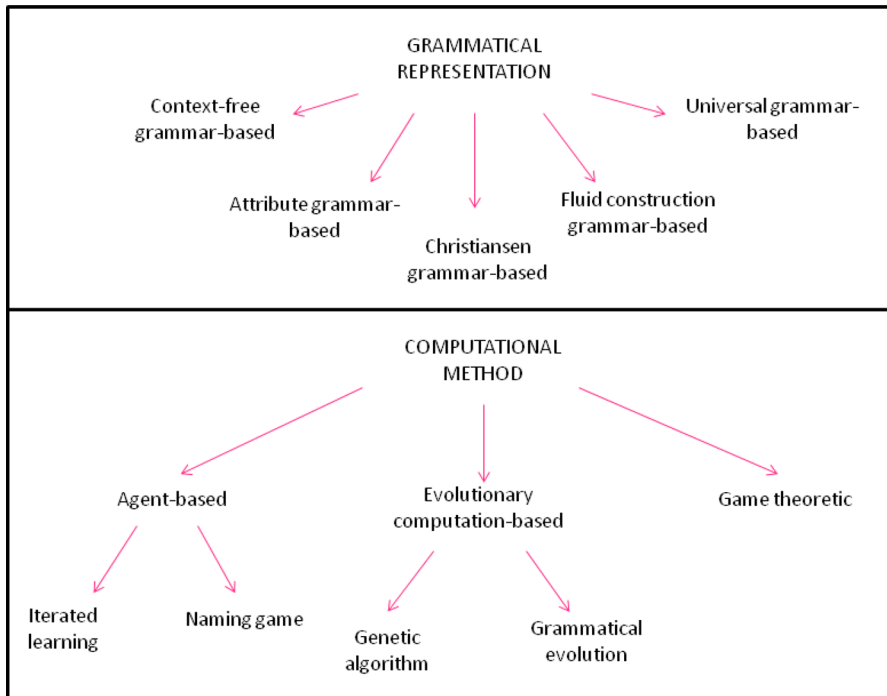 GRAMMATICAL
REPRESENTATION
Context-free
grammar-based
Universal grammar-
based
Attribute grammar-
based
Fluid construction
grammar-based
Christiansen
grammar-based
COMPUTATIONAL
METHOD
Agent-based
Evolutionary
computation-based
Game theoretic
Iterated
learning
Naming game
Genetic
algorithm
Grammatical
evolution